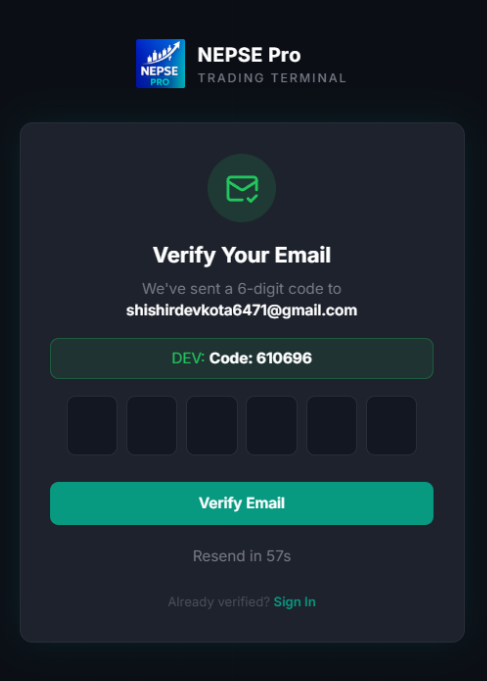 NEPSE
PRO
NEPSE Pro
TRADING TERMINAL
Verify Your Email
We've sent a 6-digit code to
shishirdevkota6471@gmail.com
DEV: Code: 610696
Verify Email
Resend in 57s
Already verified? Sign In